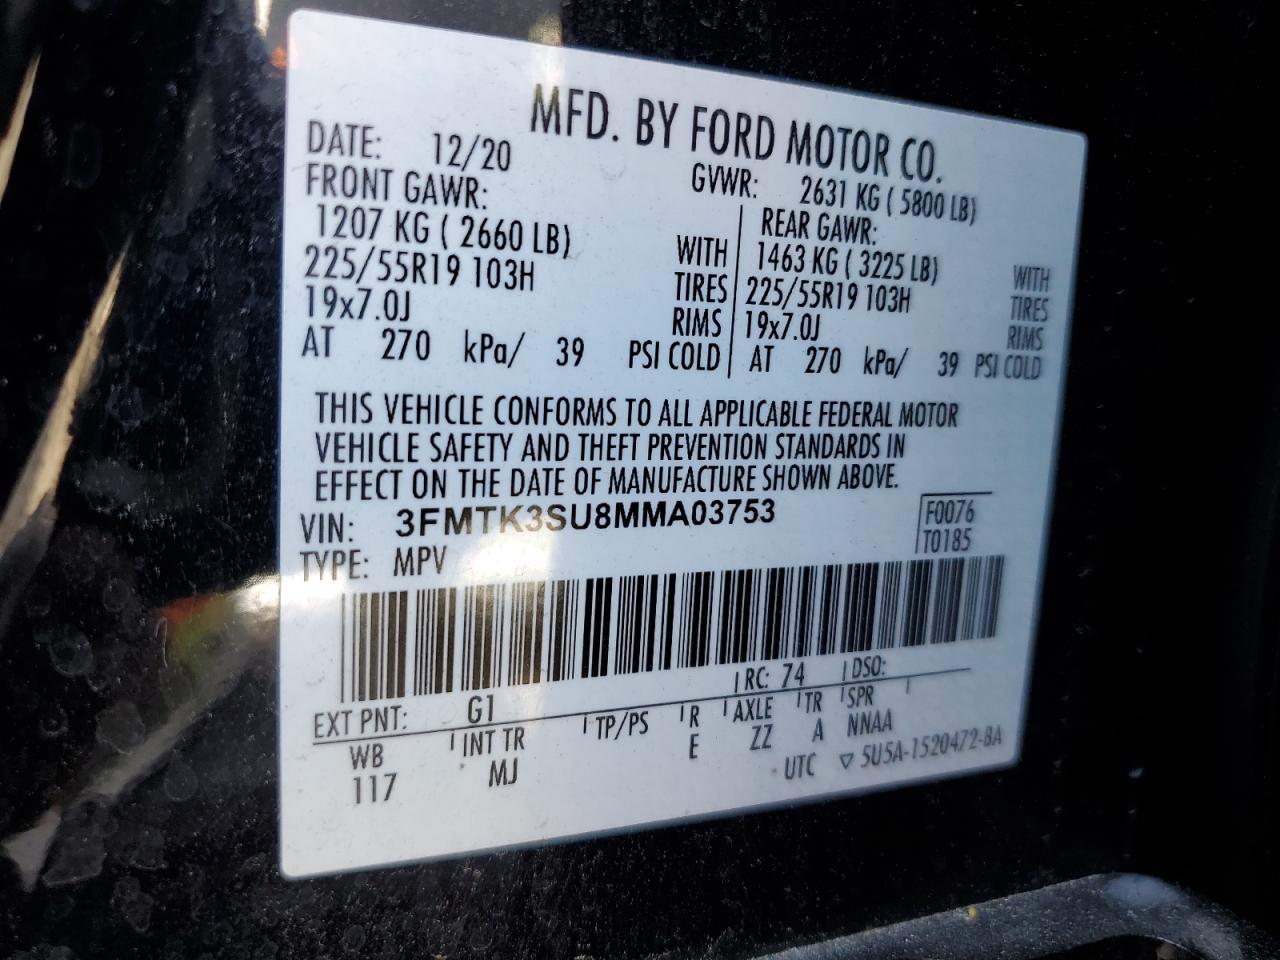 MFD. BY FORD MOTOR CO.
DATE: 12/20 GVWR: 2631 KG ( 5800 LB)
FRONT GAWR: REAR GAWR:
1207 KG ( 2660 LB) WITH 1463 KG ( 3225 LB) WITH
225/55R19 103H TIRES 225/55R19 103H TIRES
19x7.0J RIMS 19x7.0J RIMS
AT 270 kPa/ 39 PSI COLD AT 270 kPa/ 39 PSI COLD
THIS VEHICLE CONFORMS TO ALL APPLICABLE FEDERAL MOTOR
VEHICLE SAFETY AND THEFT PREVENTION STANDARDS IN
EFFECT ON THE DATE OF MANUFACTURE SHOWN ABOVE.
VIN: 3FMTK3SU8MMA03753 F0076
TYPE: MPV T0185
EXT PNT: G1 RC: 74 DSO:
WB INT TR TP/PS R AXLE TR SPR
117 MJ E ZZ A NNAA
UTC ▽ 5U5A-1520472-BA